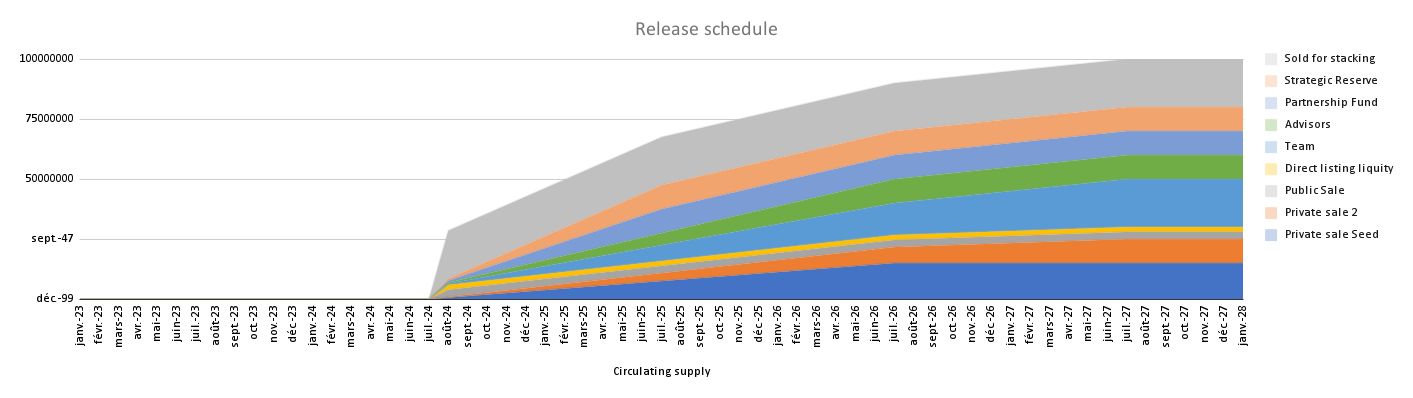 Release schedule
100000000
75000000
50000000
sept-47
déc-99
janv.-23
févr.-23
mars-23
avr.-23
mai-23
juin-23
juil.-23
août-23
sept-23
oct.-23
nov.-23
déc-23
janv.-24
févr.-24
mars-24
avr.-24
mai-24
juin-24
juil.-24
août-24
sept-24
oct.-24
nov.-24
déc-24
janv.-25
févr.-25
mars-25
avr.-25
mai-25
juin-25
juil.-25
août-25
sept-25
oct.-25
nov.-25
déc-25
janv.-26
févr.-26
mars-26
avr.-26
mai-26
juin-26
juil.-26
août-26
sept-26
oct.-26
nov.-26
déc-26
janv.-27
févr.-27
mars-27
avr.-27
mai-27
juin-27
juil.-27
août-27
sept-27
oct.-27
nov.-27
déc-27
janv.-28
Circulating supply
Sold for stacking
Strategic Reserve
Partnership Fund
Advisors
Team
Direct listing liquity
Public Sale
Private sale 2
Private sale Seed